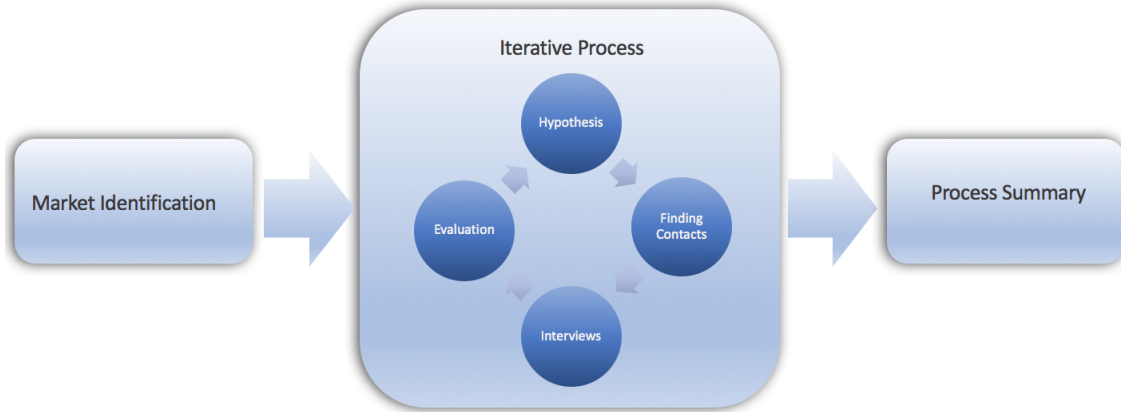 Iterative Process
Hypothesis
Market Identification
Evaluation
Finding
Contacts
Interviews
Process Summary